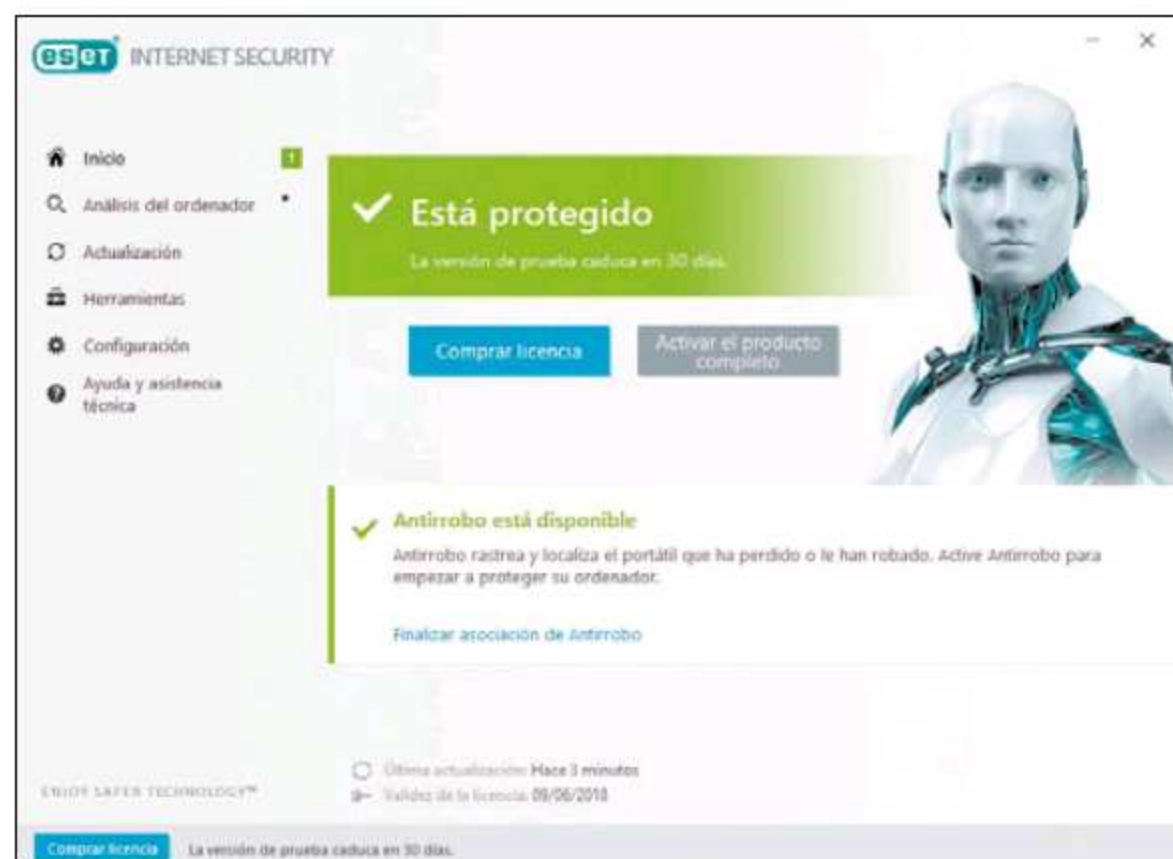 eset INTERNET SECURITY
Inicio 1
Análisis del ordenador
Actualización
Herramientas
Configuración
Ayuda y asistencia
técnica
Está protegido
La versión de prueba caduca en 30 días.
Comprar licencia
Activar el producto
completo
Antirrobo está disponible
Antirrobo rastrea y localiza el portátil que ha perdido o le han robado. Active Antirrobo para
empezar a proteger su ordenador.
Finalizar asociación de Antirrobo
Última actualización: Hace 3 minutos
Validez de la licencia: 09/06/2018
ENJOY SAFER TECHNOLOGY™
Comprar licencia La versión de prueba caduca en 30 días.